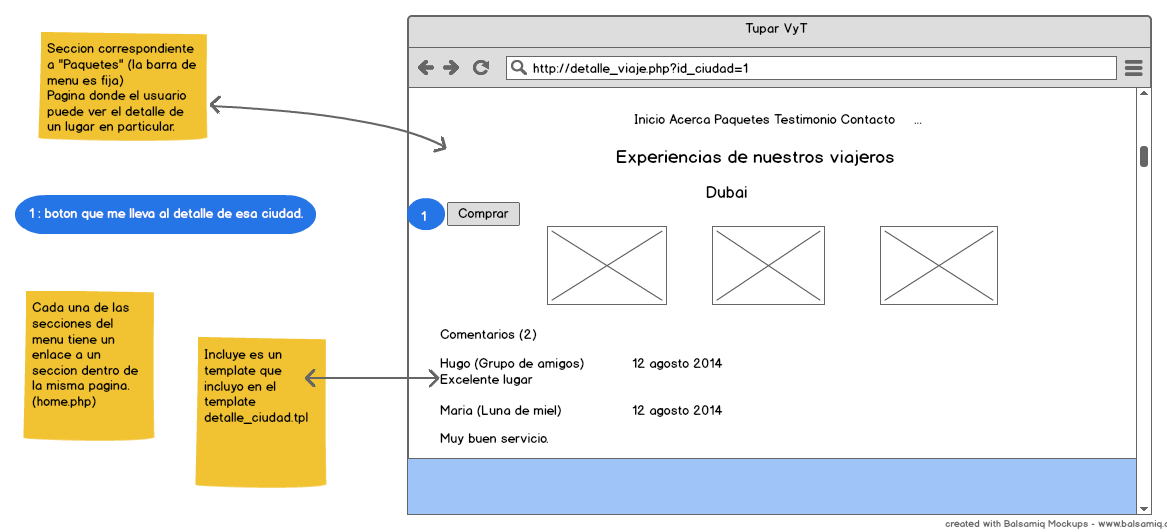 Tupar VyT
http://detalle_viaje.php?id_ciudad=1
Seccion correspondiente
a "Paquetes" (la barra de
menu es fija)
Pagina donde el usuario
puede ver el detalle de
un lugar en particular.
Inicio Acerca Paquetes Testimonio Contacto ...
Experiencias de nuestros viajeros
Dubai
1: boton que me lleva al detalle de esa ciudad.
1
Comprar
Cada una de las
secciones del
menu tiene un
enlace a un
seccion dentro de
la misma pagina.
(home.php)
Incluye es un
template que
incluyo en el
template
detalle_ciudad.tpl
Comentarios (2)
Hugo (Grupo de amigos) 12 agosto 2014
Excelente lugar
Maria (Luna de miel) 12 agosto 2014
Muy buen servicio.
created with Balsamiq Mockups - www.balsamiq.c